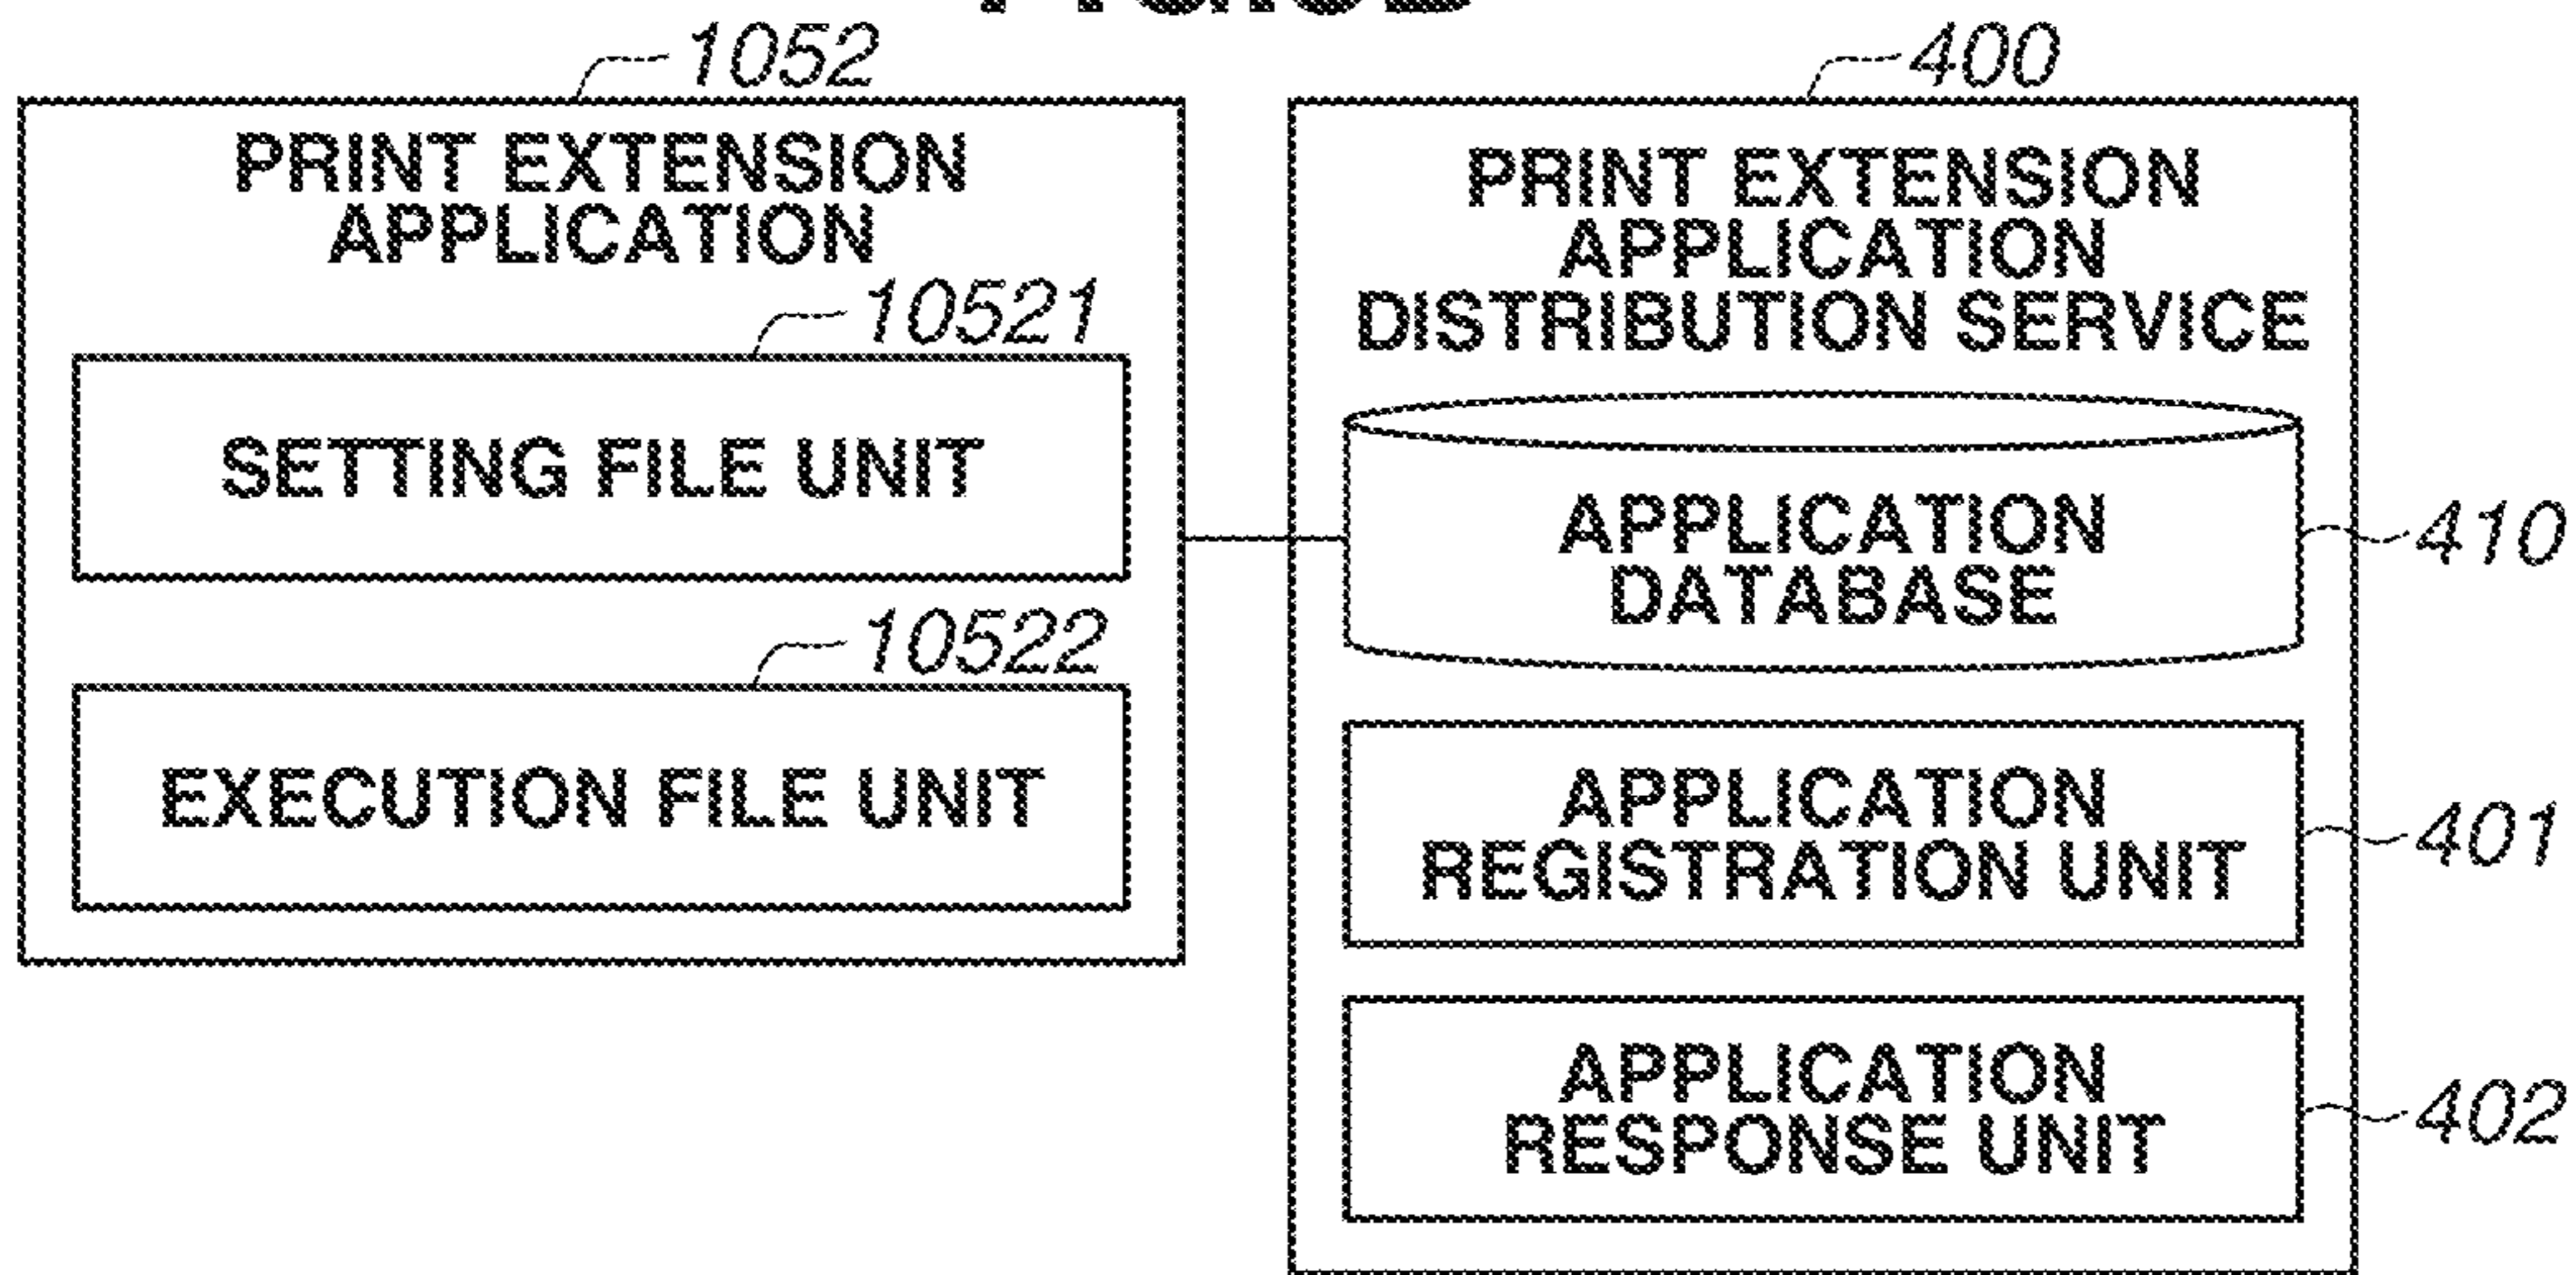 1052
PRINT EXTENSION
APPLICATION
10521
SETTING FILE UNIT
10522
EXECUTION FILE UNIT
400
PRINT EXTENSION
APPLICATION
DISTRIBUTION SERVICE
APPLICATION
DATABASE
410
APPLICATION
REGISTRATION UNIT
401
APPLICATION
RESPONSE UNIT
402